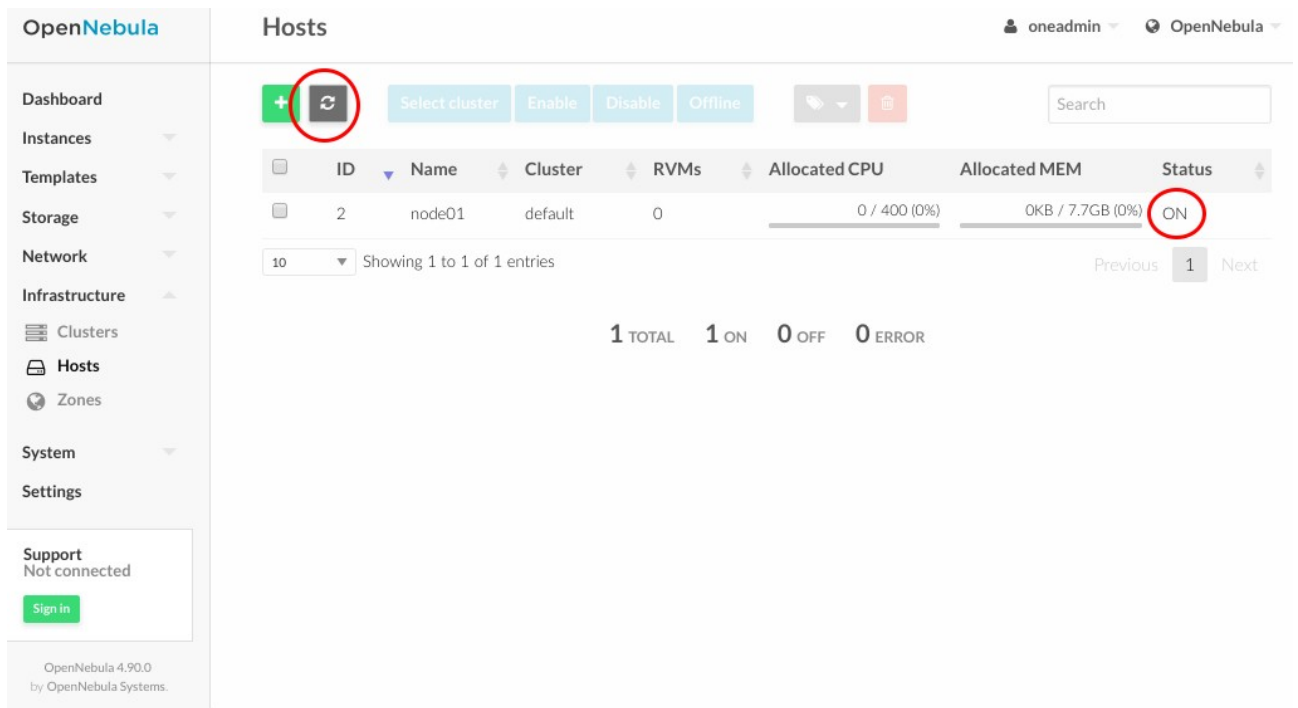 OpenNebula
Hosts
oneadmin
OpenNebula
Dashboard
Instances
Templates
Storage
Network
Infrastructure
Clusters
Hosts
Zones
System
Settings
Support
Not connected
Sign in
OpenNebula 4.90.0
by OpenNebula Systems.
+ Select cluster Enable Disable Offline Search
ID Name Cluster RVMs Allocated CPU Allocated MEM Status
2 node01 default 0 0 / 400 (0%) 0KB / 7.7GB (0%) ON
10 Showing 1 to 1 of 1 entries Previous 1 Next
1 TOTAL 1 ON 0 OFF 0 ERROR